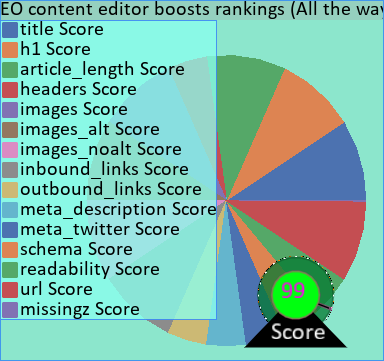 EO content editor boosts rankings (All the way
title Score
h1 Score
article_length Score
headers Score
images Score
images_alt Score
images_noalt Score
inbound_links Score
outbound_links Score
meta_description Score
meta_twitter Score
schema Score
readability Score
url Score
missingz Score
99
Score